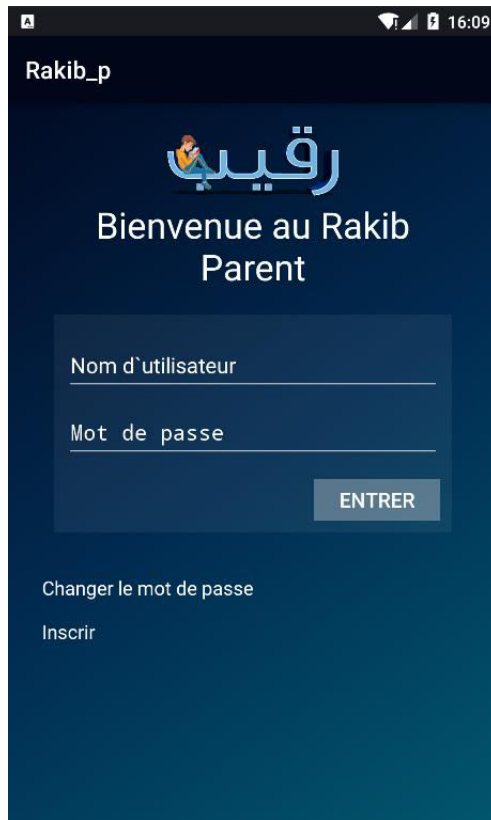 A
16:09
Rakib_p
رقيب
Bienvenue au Rakib
Parent
Nom d`utilisateur
Mot de passe
ENTRER
Changer le mot de passe
Inscrir